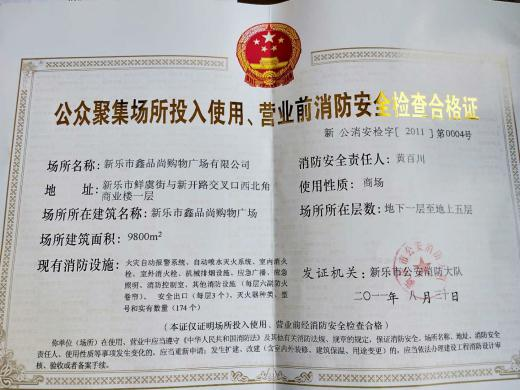 公众聚集场所投入使用、营业前消防安全检查合格证
新 公消安检字[ 2011 ] 第0004号
场所名称：新乐市鑫品尚购物广场有限公司
消防安全责任人：黄百川
地 址：新乐市鲜虞街与新开路交叉口西北角
商业楼一层
使用性质：商场
场所所在建筑名称：新乐市鑫品尚购物广场
场所所在层数：地下一层至地上五层
场所建筑面积：9800m²
现有消防设施：火灾自动报警系统、自动喷水灭火系统、室内消火
栓、室外消火栓、机械排烟设施、应急广播、应急
照明、消防控制室、其他消防设施（每层六副防火
卷帘）、 安全出口（每层3个）、灭火器种类、型
号和实有数量（174个）
发证机关：新乐市公安消防大队
二〇一一年 八 月 二十日
（本证仅证明场所投入使用、营业前经消防安全检查合格）
你单位（场所）在使用、营业中应当遵守《中华人民共和国消防法》及其他有关消防法规、规章的规定，保证消防安全。场所名称、地址、消防安全
责任人、使用性质等事项发生变化的，应当重新申请；发生扩建、改建（含室内外装修、建筑保温、用途变更）的，应当依法办理建设工程消防设计审
核、验收或者备案手续。